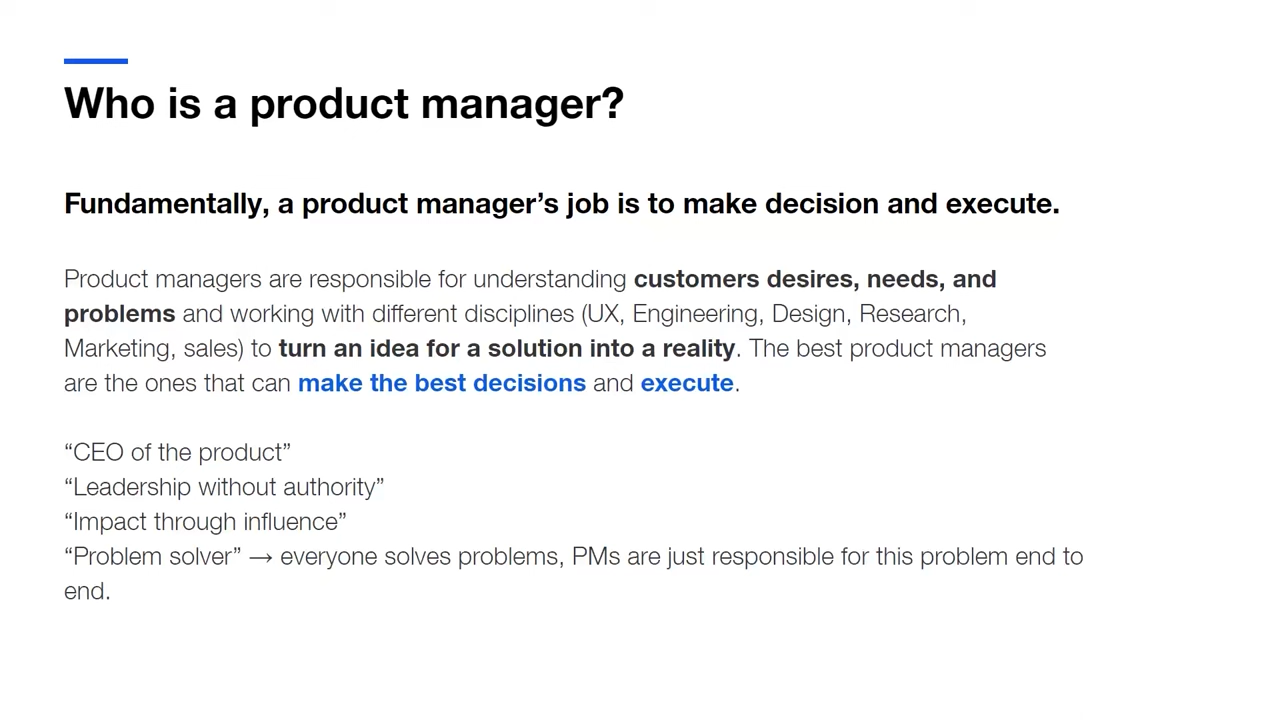 Who is a product manager?
Fundamentally, a product manager’s job is to make decision and execute.
Product managers are responsible for understanding customers desires, needs, and
problems and working with different disciplines (UX, Engineering, Design, Research,
Marketing, sales) to turn an idea for a solution into a reality. The best product managers
are the ones that can make the best decisions and execute.
“CEO of the product”
“Leadership without authority”
“Impact through influence”
“Problem solver” → everyone solves problems, PMs are just responsible for this problem end to
end.